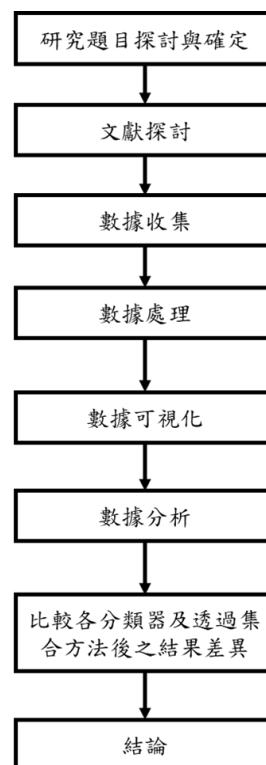 研究題目探討與確定
文獻探討
數據收集
數據處理
數據可視化
數據分析
比較各分類器及透過集
合方法後之結果差異
結論